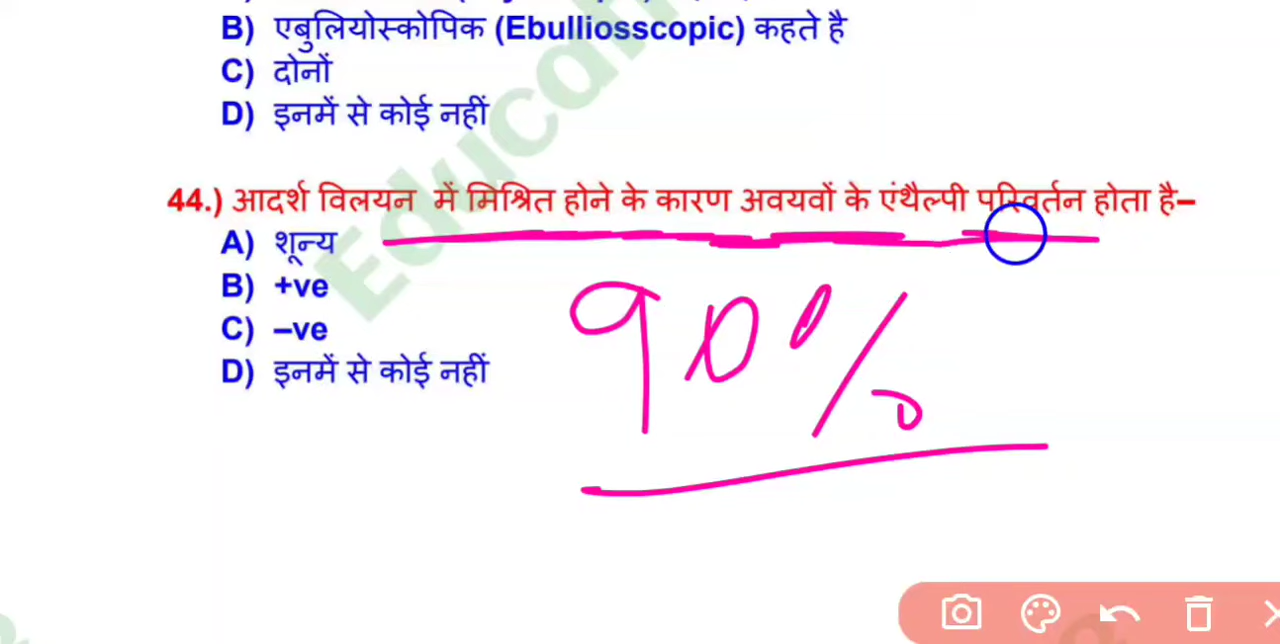 B) एबुलियोस्कोपिक (Ebulliosscopic) कहते है
C) दोनों
D) इनमें से कोई नहीं
44.) आदर्श विलयन में मिश्रित होने के कारण अवयवों के एंथैल्पी परिवर्तन होता है–
A) शून्य
B) +ve
C) –ve
D) इनमें से कोई नहीं
90%